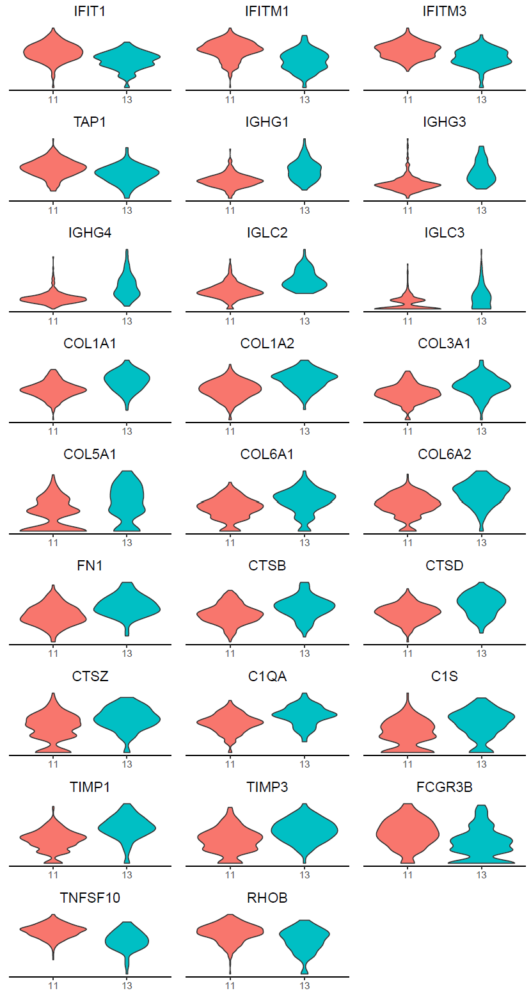 IFIT1 IFITM1 IFITM3
11 13 11 13 11 13
TAP1 IGHG1 IGHG3
11 13 11 13 11 13
IGHG4 IGLC2 IGLC3
11 13 11 13 11 13
COL1A1 COL1A2 COL3A1
11 13 11 13 11 13
COL5A1 COL6A1 COL6A2
11 13 11 13 11 13
FN1 CTSB CTSD
11 13 11 13 11 13
CTSZ C1QA C1S
11 13 11 13 11 13
TIMP1 TIMP3 FCGR3B
11 13 11 13 11 13
TNFSF10 RHOB
11 13 11 13